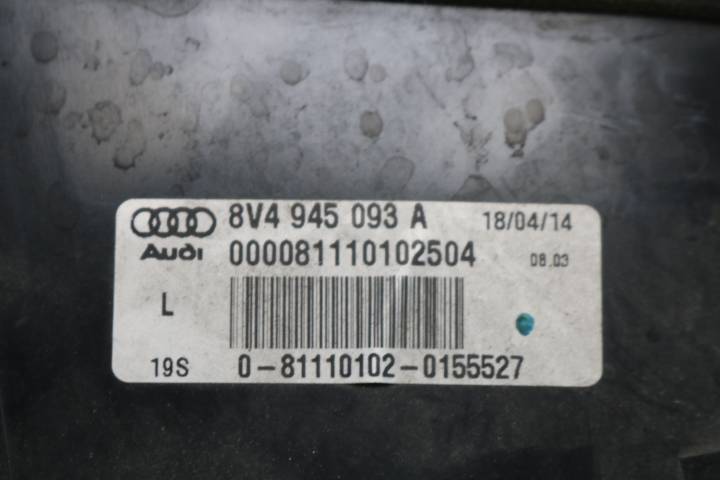 8V4 945 093 A 18/04/14
Audi 000081110102504 08.03
L
19S 0-81110102-0155527